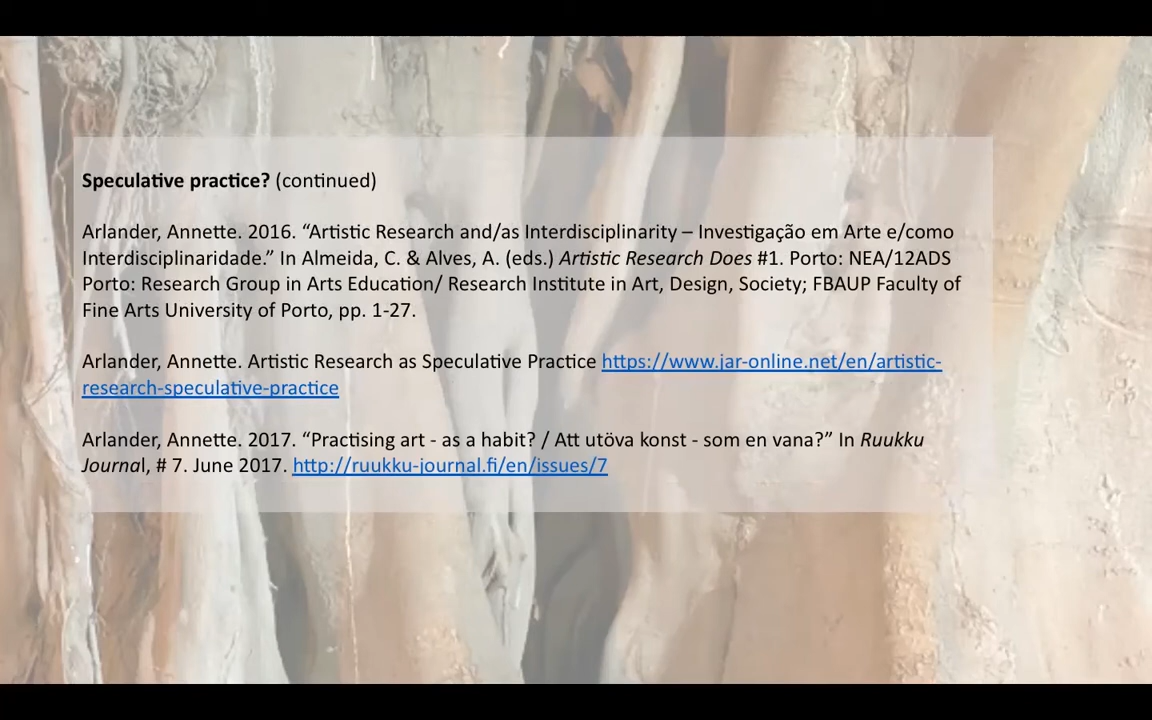 Speculative practice? (continued)
Arlander, Annette. 2016. “Artistic Research and/as Interdisciplinarity – Investigação em Arte e/como
Interdisciplinaridade.” In Almeida, C. & Alves, A. (eds.) Artistic Research Does #1. Porto: NEA/12ADS
Porto: Research Group in Arts Education/ Research Institute in Art, Design, Society; FBAUP Faculty of
Fine Arts University of Porto, pp. 1-27.
Arlander, Annette. Artistic Research as Speculative Practice https://www.jar-online.net/en/artistic-
research-speculative-practice
Arlander, Annette. 2017. “Practising art - as a habit? / Att utöva konst - som en vana?” In Ruukku
Journal, # 7. June 2017. http://ruukku-journal.fi/en/issues/7